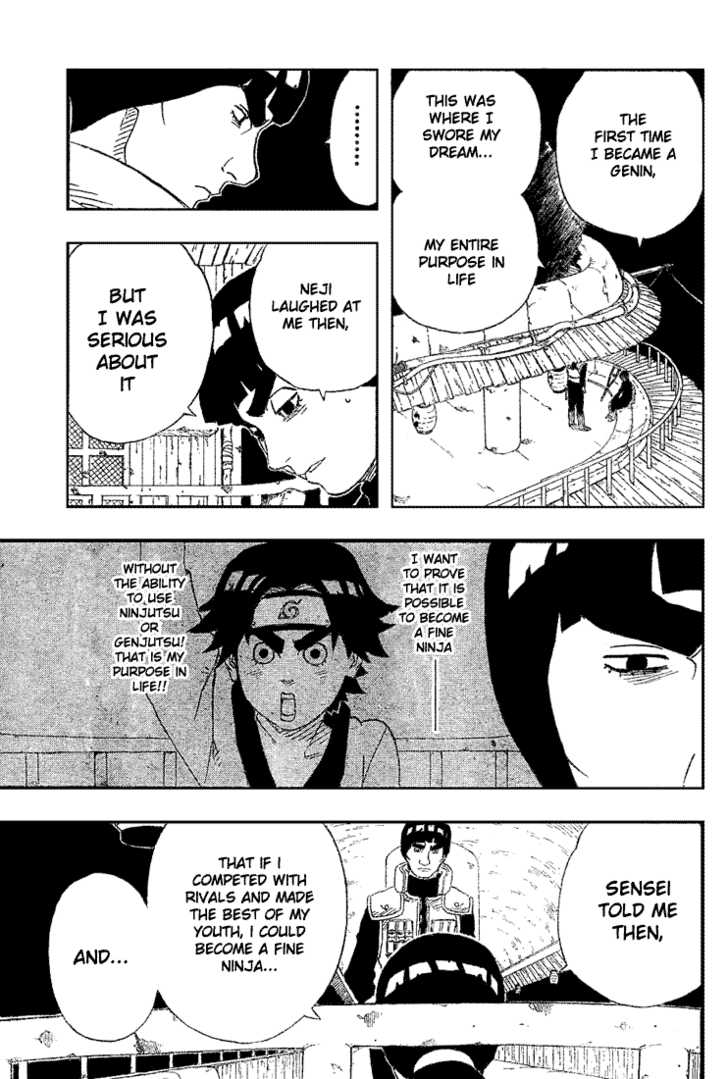 THE
FIRST TIME
I BECAME A
GENIN,
THIS WAS
WHERE I
SWORE MY
DREAM...
MY ENTIRE
PURPOSE IN
LIFE
.........
NEJI
LAUGHED AT
ME THEN,
BUT
I WAS
SERIOUS
ABOUT
IT
I WANT
TO PROVE
THAT IT IS
POSSIBLE
TO BECOME
A FINE
NINJA
WITHOUT
THE ABILITY
TO USE
NINJUTSU
OR
GENJUTSU!
THAT IS MY
PURPOSE IN
LIFE!!
SENSEI
TOLD ME
THEN,
THAT IF I
COMPETED WITH
RIVALS AND MADE
THE BEST OF MY
YOUTH, I COULD
BECOME A FINE
NINJA...
AND...